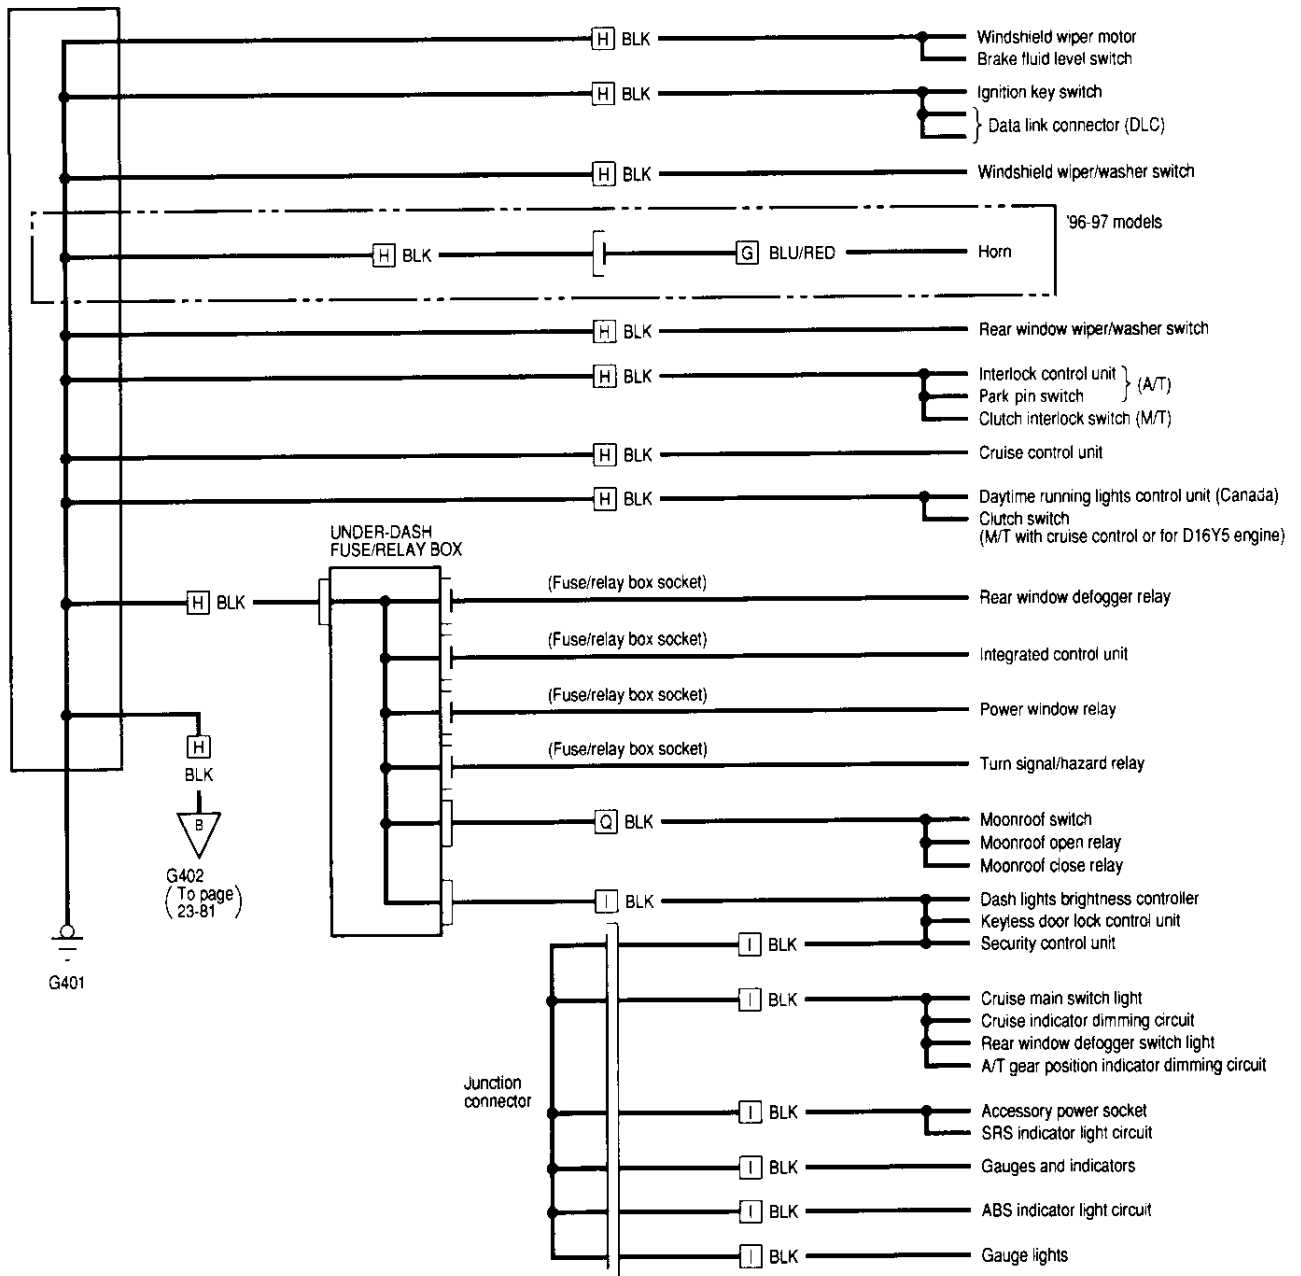 H BLK Windshield wiper motor
Brake fluid level switch
H BLK Ignition key switch
Data link connector (DLC)
H BLK Windshield wiper/washer switch
'96-97 models
H BLK G BLU/RED Horn
H BLK Rear window wiper/washer switch
H BLK Interlock control unit
Park pin switch
(A/T)
Clutch interlock switch (M/T)
H BLK Cruise control unit
H BLK Daytime running lights control unit (Canada)
Clutch switch
(M/T with cruise control or for D16Y5 engine)
UNDER-DASH
FUSE/RELAY BOX
H BLK (Fuse/relay box socket) Rear window defogger relay
(Fuse/relay box socket) Integrated control unit
(Fuse/relay box socket) Power window relay
(Fuse/relay box socket) Turn signal/hazard relay
H
BLK
B
G402
(To page
23-81)
G401
Q BLK Moonroof switch
Moonroof open relay
Moonroof close relay
I BLK Dash lights brightness controller
Keyless door lock control unit
I BLK Security control unit
I BLK Cruise main switch light
Cruise indicator dimming circuit
Rear window defogger switch light
A/T gear position indicator dimming circuit
Junction
connector
I BLK Accessory power socket
SRS indicator light circuit
I BLK Gauges and indicators
I BLK ABS indicator light circuit
I BLK Gauge lights